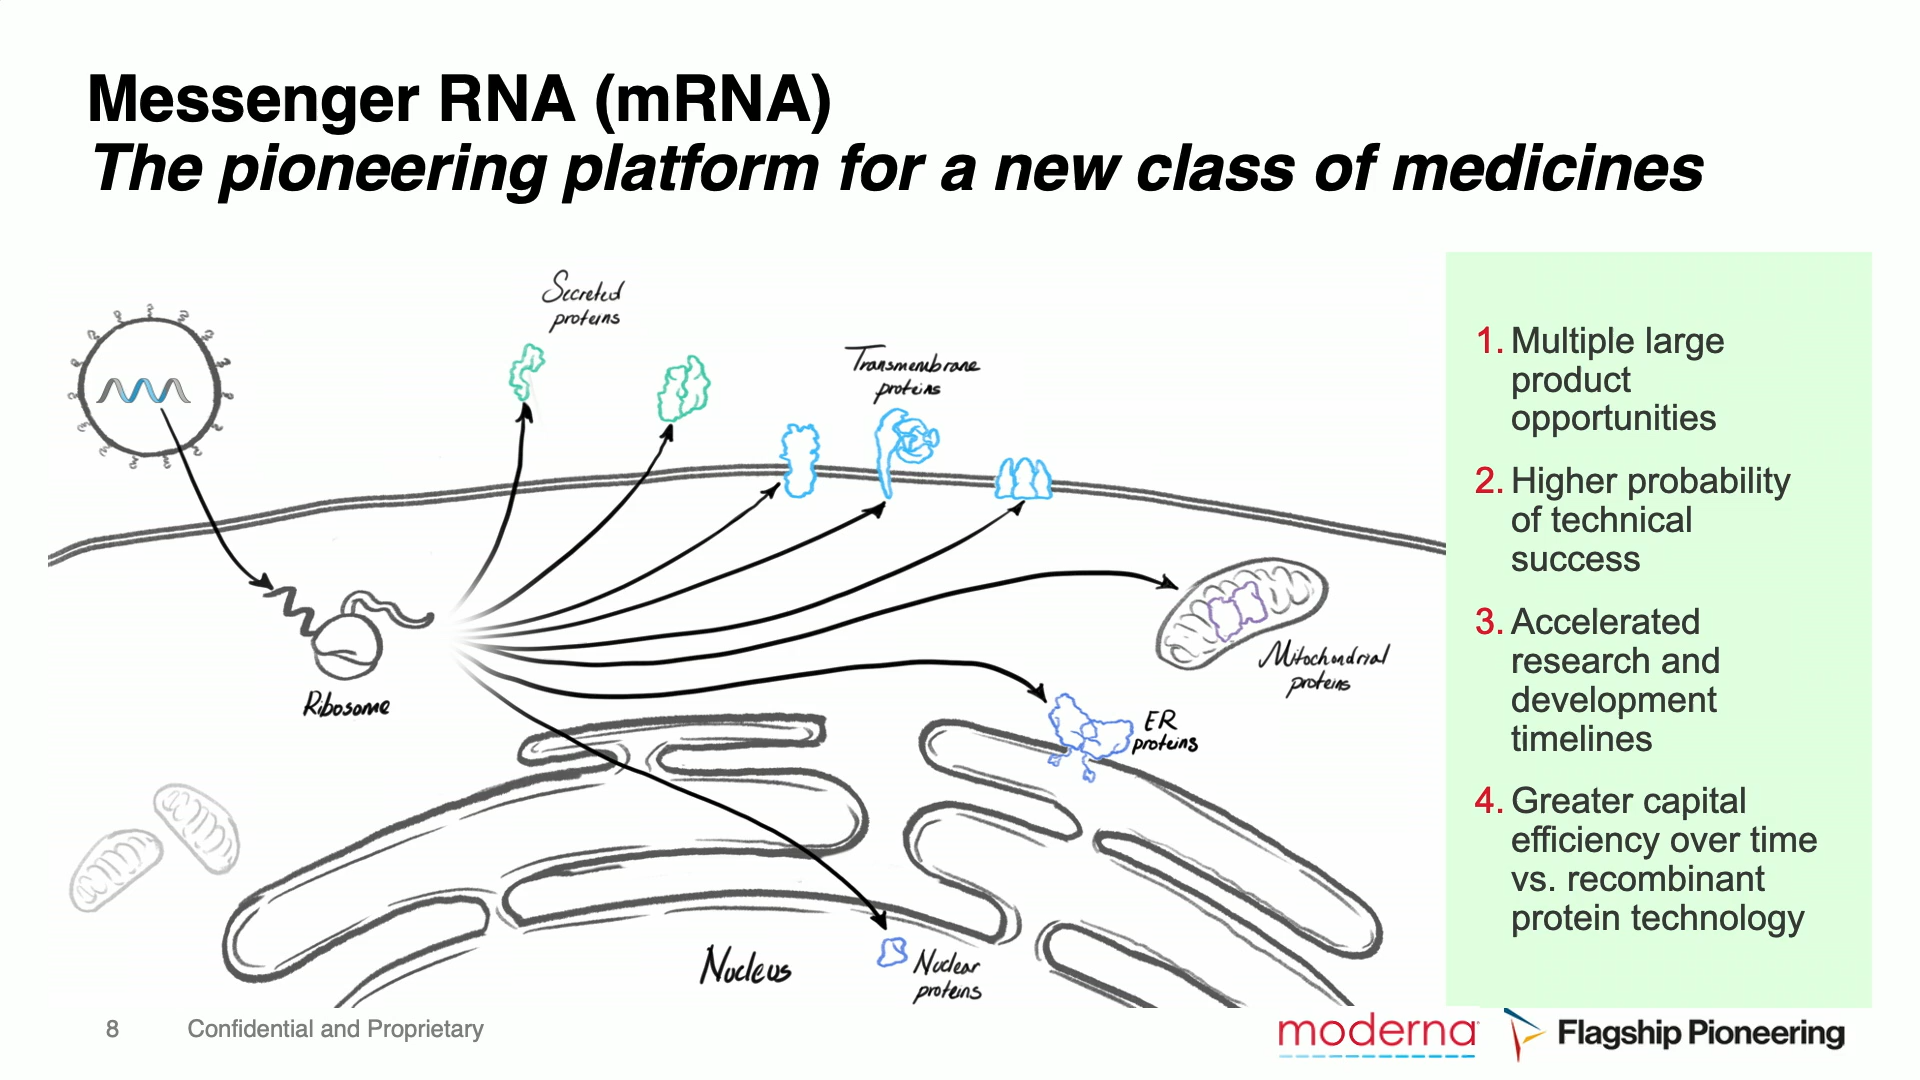 Messenger RNA (mRNA)
The pioneering platform for a new class of medicines
Secreted
proteins
Transmembrane
proteins
Ribosome
Mitochondrial
proteins
ER
proteins
Nucleus
Nuclear
proteins
1. Multiple large
product
opportunities
2. Higher probability
of technical
success
3. Accelerated
research and
development
timelines
4. Greater capital
efficiency over time
vs. recombinant
protein technology
8 Confidential and Proprietary
moderna
Flagship Pioneering